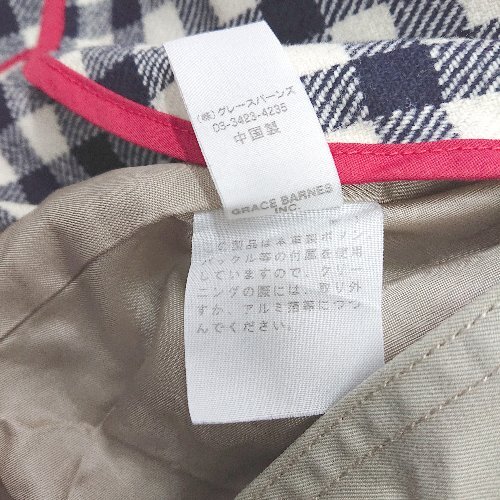 (株) グレースバーンズ
03-3423-4235
中国製
GRACE BARNES
INC.
この製品は本革製ボタン
バックル等の付属を使用
していますので、クリー
ニングの際には、取り外
すか、アルミ箔等につつ
んでください。